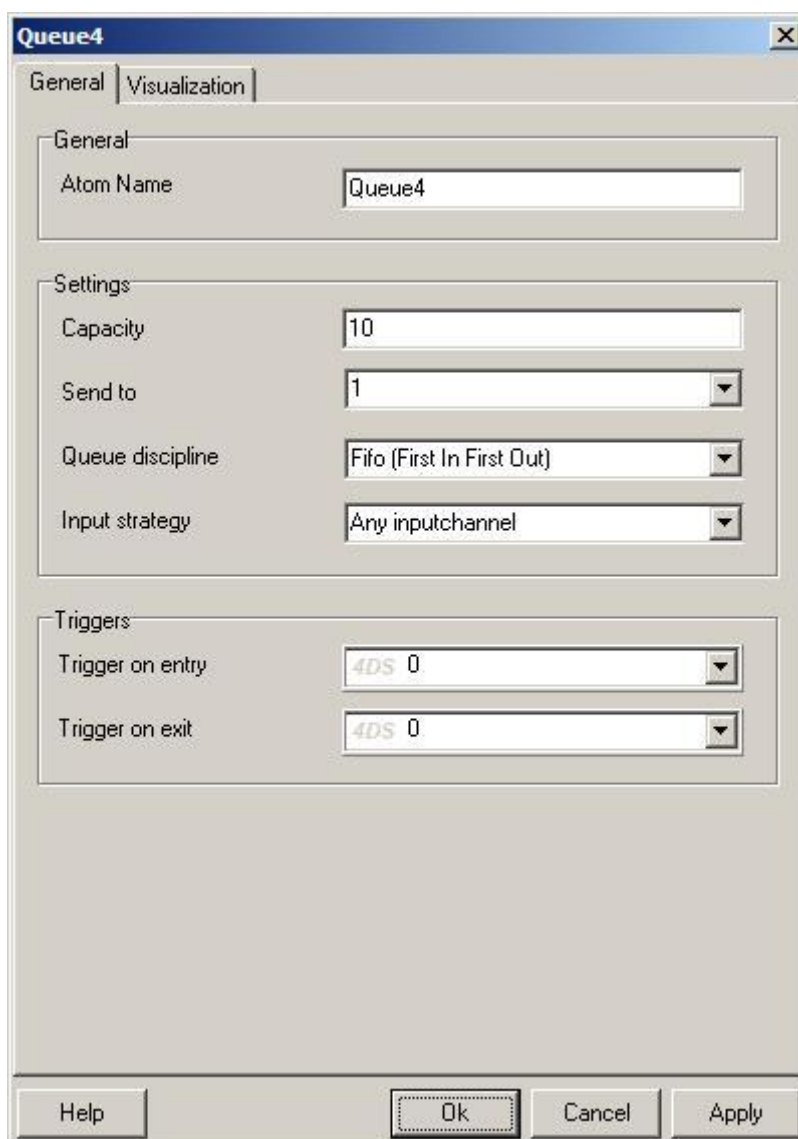 Queue4
General Visualization
General
Atom Name Queue4
Settings
Capacity 10
Send to 1
Queue discipline Fifo (First In First Out)
Input strategy Any inputchannel
Triggers
Trigger on entry 4DS 0
Trigger on exit 4DS 0
Help Ok Cancel Apply